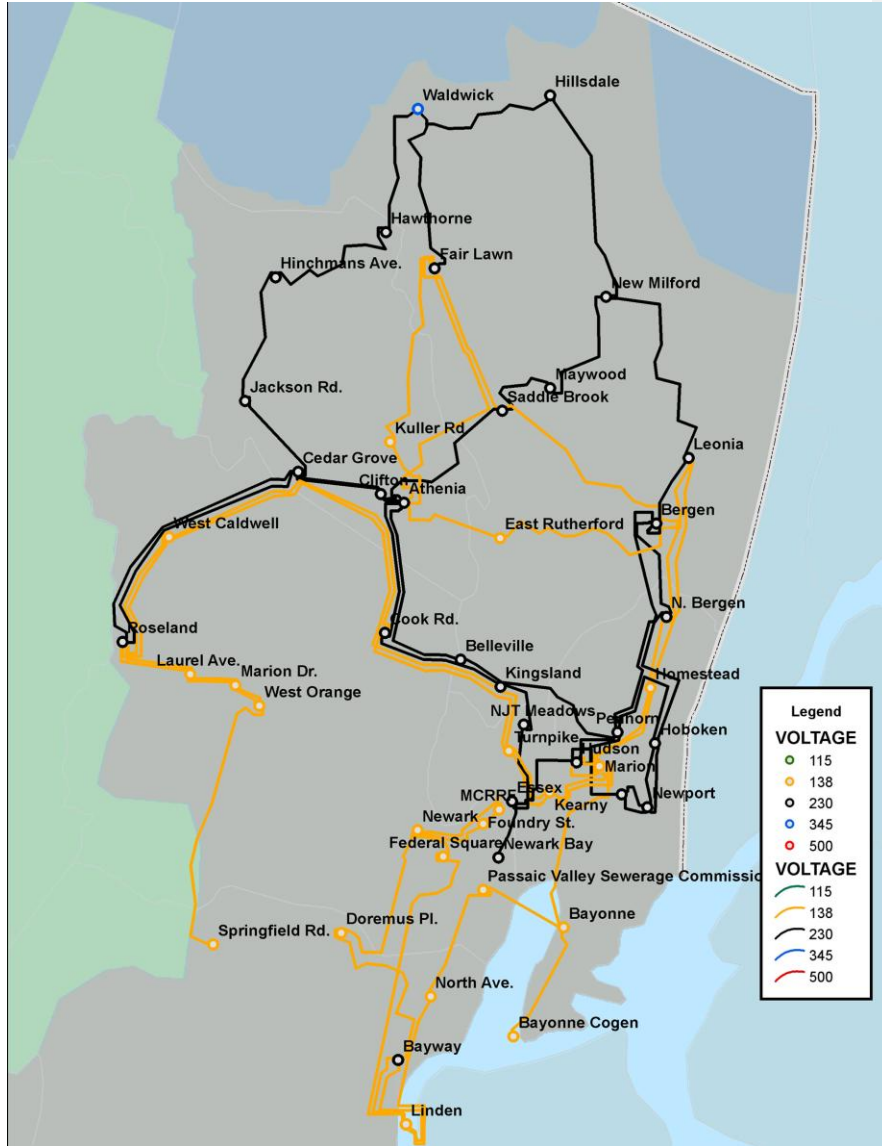 Hillsdale
Waldwick
Hawthorne
Fair Lawn
Hinchmans Ave.
New Milford
Maywood
Jackson Rd.
Saddle Brook
Kuller Rd
Leonia
Cedar Grove
Clifton
Athenia
Bergen
West Caldwell
East Rutherford
N. Bergen
Cook Rd.
Roseland
Belleville
Laurel Ave.
Kingsland
Marion Dr.
Homestead
West Orange
NJT Meadows
Penhorn
Hoboken
Turnpike
Hudson
Marion
Essex
MCRRF
Kearny
Newport
Newark
Foundry St.
Federal Square
Newark Bay
Passaic Valley Sewerage Commissio
Doremus Pl.
Bayonne
Springfield Rd.
North Ave.
Bayonne Cogen
Bayway
Linden
Legend
VOLTAGE
115
138
230
345
500
VOLTAGE
115
138
230
345
500